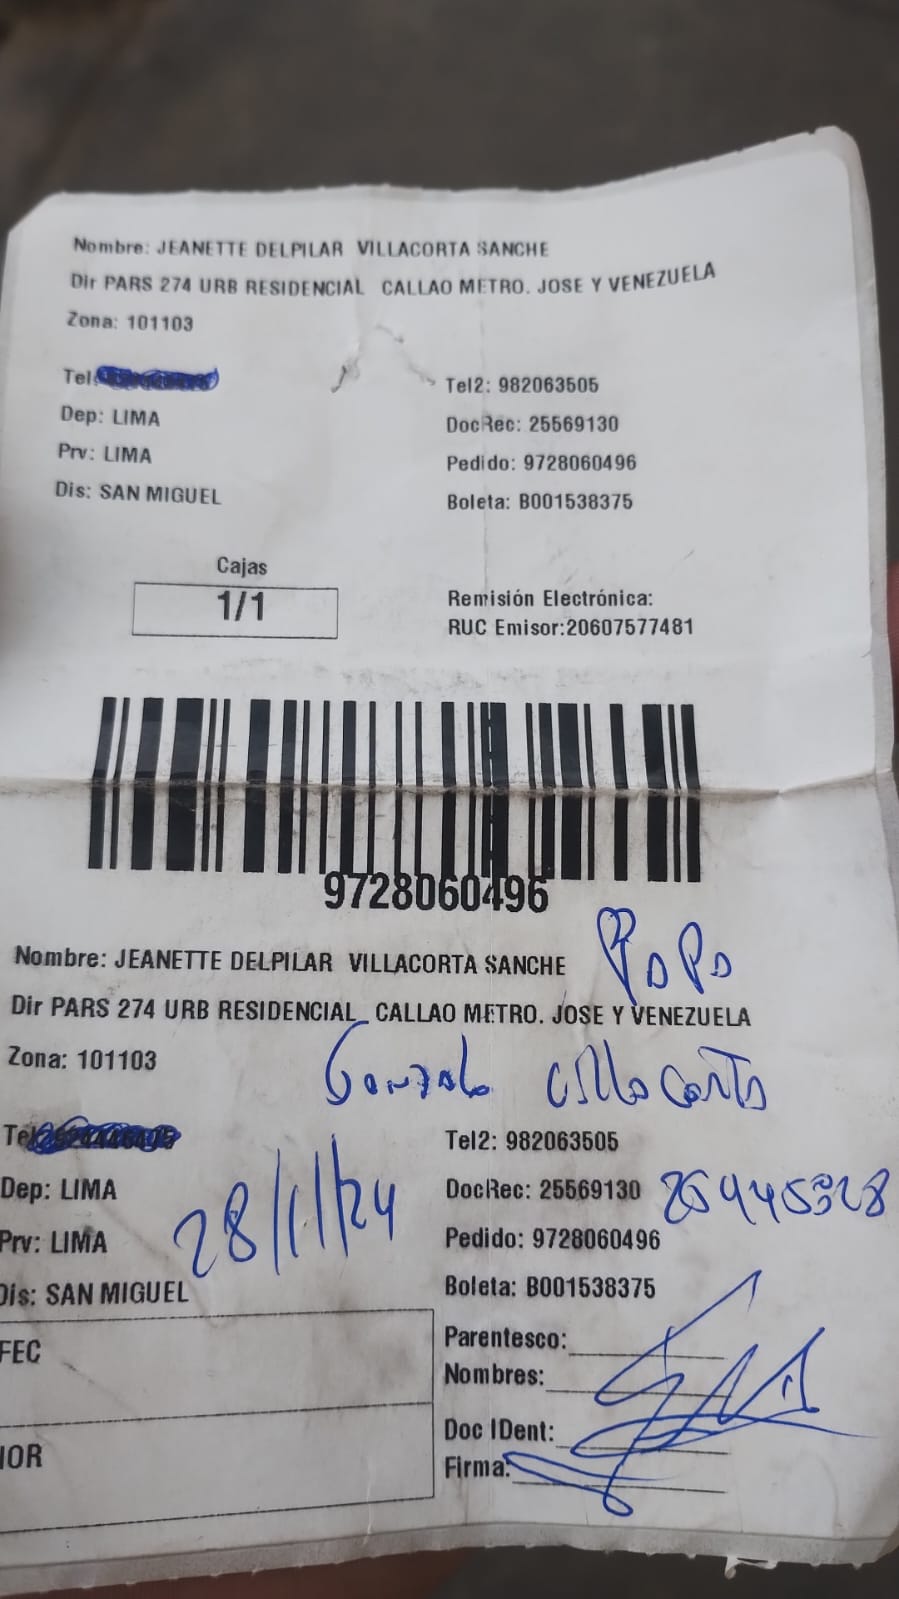 Nombre: JEANETTE DELPILAR VILLACORTA SANCHE
Dir PARS 274 URB RESIDENCIAL CALLAO METRO. JOSE Y VENEZUELA
Zona: 101103
Tel:
Tel2: 982063505
Dep: LIMA
DocRec: 25569130
Prv: LIMA
Pedido: 9728060496
Dis: SAN MIGUEL
Boleta: B001538375
Cajas
1/1
Remisión Electrónica:
RUC Emisor:20607577481
9728060496
Nombre: JEANETTE DELPILAR VILLACORTA SANCHE
Dir PARS 274 URB RESIDENCIAL CALLAO METRO. JOSE Y VENEZUELA
Zona: 101103
Gonzalo Villacorta
Tel:
Tel2: 982063505
Dep: LIMA
DocRec: 25569130
28/11/24
Prv: LIMA
Pedido: 9728060496
Dis: SAN MIGUEL
Boleta: B001538375
FEC
Parentesco:
Nombres:
Doc IDent:
IOR
Firma: